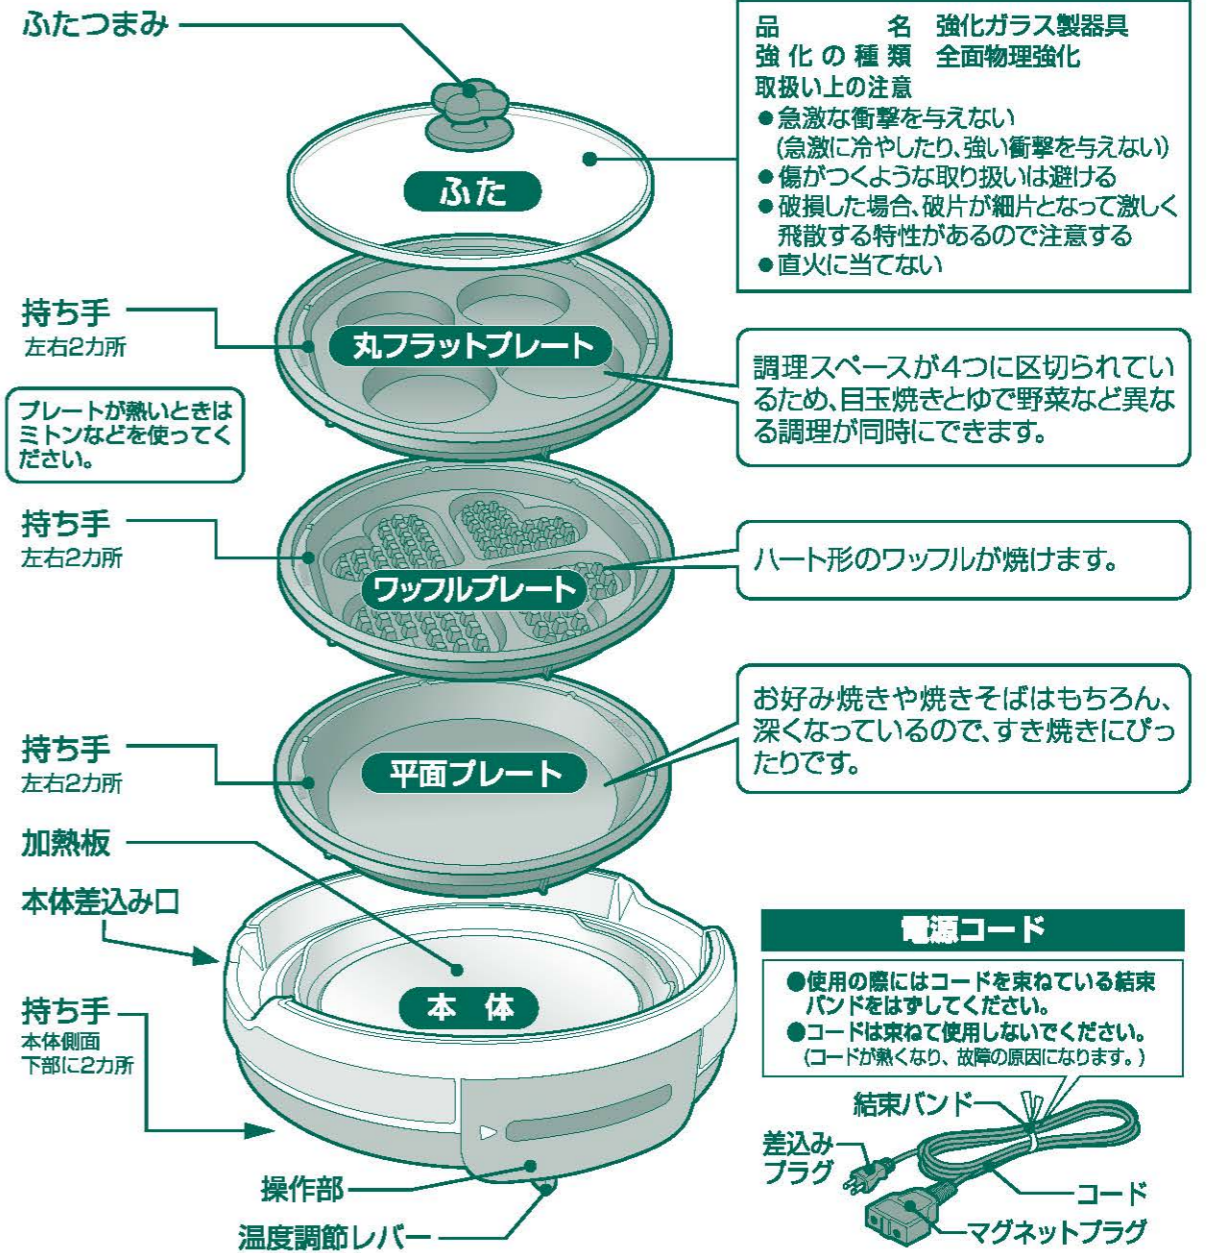 ふたつまみ
品名 強化ガラス製器具
強化の種類 全面物理強化
取扱い上の注意
●急激な衝撃を与えない
(急激に冷やしたり、強い衝撃を与えない)
●傷がつくような取り扱いは避ける
●破損した場合、破片が細片となって激しく
飛散する特性があるので注意する
●直火に当てない
ふた
持ち手
左右2カ所
丸フラットプレート
調理スペースが4つに区切られてい
るため、目玉焼きとゆで野菜など異な
る調理が同時にできます。
プレートが熱いときは
ミトンなどを使ってく
ださい。
持ち手
左右2カ所
ワッフルプレート
ハート形のワッフルが焼けます。
持ち手
左右2カ所
平面プレート
お好み焼きや焼きそばはもちろん、
深くなっているので、すき焼きにぴっ
たりです。
加熱板
本体差込み口
本体
持ち手
本体側面
下部に2カ所
操作部
温度調節レバー
電源コード
●使用の際にはコードを束ねている結束
バンドをはずしてください。
●コードは束ねて使用しないでください。
(コードが熱くなり、故障の原因になります。)
結束バンド
差込み
プラグ
コード
マグネットプラグ